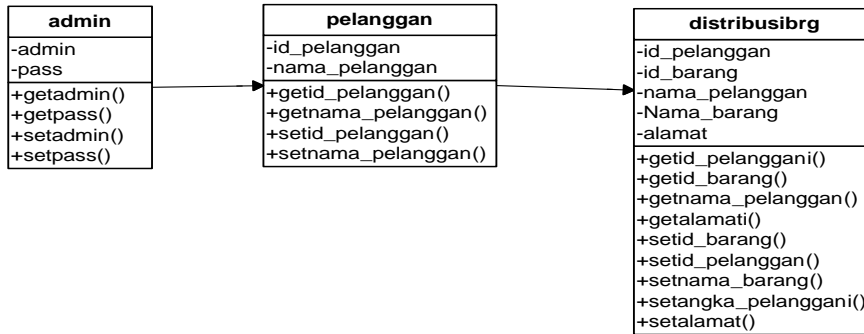 admin
-admin
-pass
+getadmin()
+getpass()
+setadmin()
+setpass()
pelanggan
-id_pelanggan
-nama_pelanggan
+getid_pelanggan()
+getnama_pelanggan()
+setid_pelanggan()
+setnama_pelanggan()
distribusibrg
-id_pelanggan
-id_barang
-nama_pelanggan
-Nama_barang
-alamat
+getid_pelanggani()
+getid_barang()
+getnama_pelanggan()
+getalamati()
+setid_barang()
+setid_pelanggan()
+setnama_barang()
+setangka_pelanggani()
+setalamat()